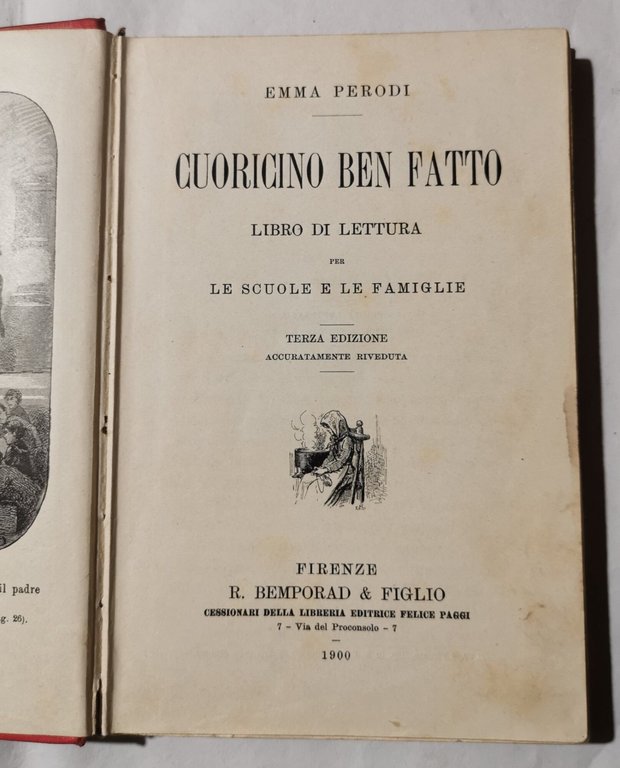 il padre
g. 26).
EMMA PERODI
CUORICINO BEN FATTO
LIBRO DI LETTURA
PER
LE SCUOLE E LE FAMIGLIE
TERZA EDIZIONE
ACCURATAMENTE RIVEDUTA
FIRENZE
R. BEMPORAD & FIGLIO
CESSIONARI DELLA LIBRERIA EDITRICE FELICE PAGGI
7 – Via del Proconsolo – 7
1900